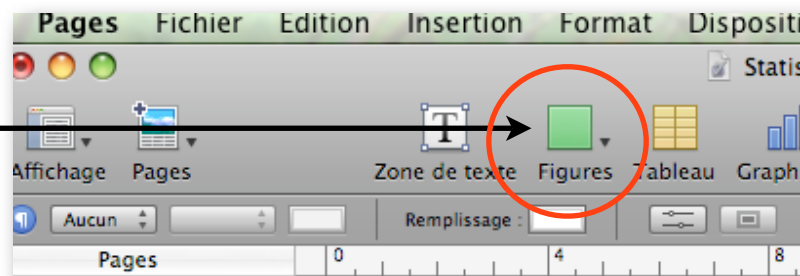 Pages Fichier Edition Insertion Format Dispositi
Statis
T
Affichage Pages Zone de texte Figures Tableau Graph
Aucun Remplissage :
Pages 0 4 8